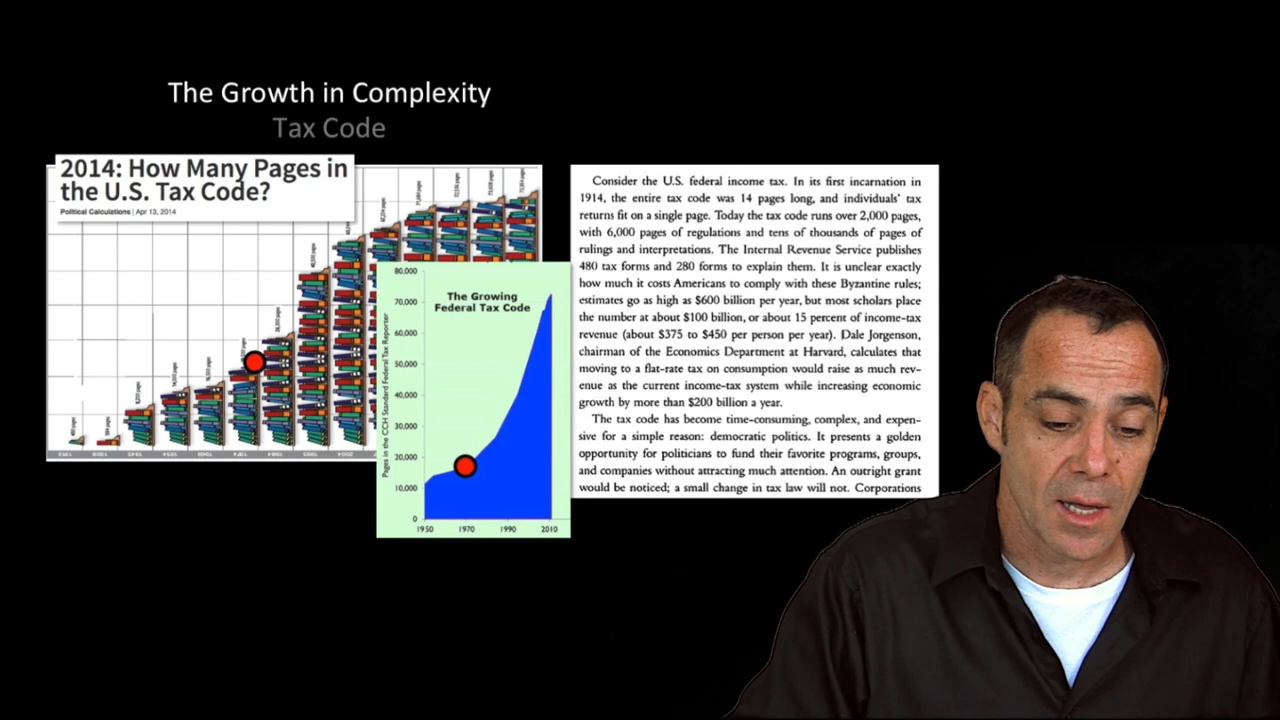 The Growth in Complexity
Tax Code
2014: How Many Pages in
the U.S. Tax Code?
Political Calculations | Apr 13, 2014
The Growing
Federal Tax Code
Pages in the CCH Standard Federal Tax Reporter
80,000
70,000
60,000
50,000
40,000
30,000
20,000
10,000
0
1950 1970 1990 2010
Consider the U.S. federal income tax. In its first incarnation in
1914, the entire tax code was 14 pages long, and individuals' tax
returns fit on a single page. Today the tax code runs over 2,000 pages,
with 6,000 pages of regulations and tens of thousands of pages of
rulings and interpretations. The Internal Revenue Service publishes
480 tax forms and 280 forms to explain them. It is unclear exactly
how much it costs Americans to comply with these Byzantine rules;
estimates go as high as $600 billion per year, but most scholars place
the number at about $100 billion, or about 15 percent of income-tax
revenue (about $375 to $450 per person per year). Dale Jorgenson,
chairman of the Economics Department at Harvard, calculates that
moving to a flat-rate tax on consumption would raise as much rev-
enue as the current income-tax system while increasing economic
growth by more than $200 billion a year.
The tax code has become time-consuming, complex, and expen-
sive for a simple reason: democratic politics. It presents a golden
opportunity for politicians to fund their favorite programs, groups,
and companies without attracting much attention. An outright grant
would be noticed; a small change in tax law will not. Corporations